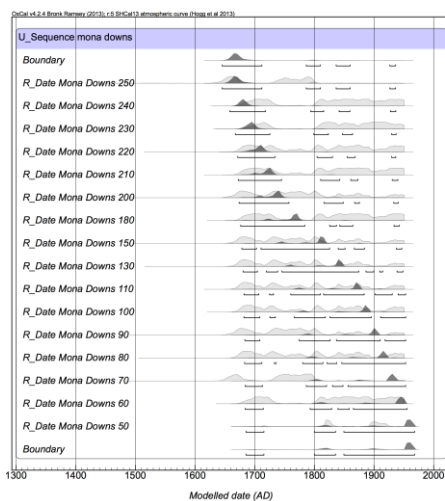 OxCal v4.2.4 Bronk Ramsey (2013); r:5 SHCal13 atmospheric curve (Hogg et al 2013)
U_Sequence mona downs
Boundary
R_Date Mona Downs 250
R_Date Mona Downs 240
R_Date Mona Downs 230
R_Date Mona Downs 220
R_Date Mona Downs 210
R_Date Mona Downs 200
R_Date Mona Downs 180
R_Date Mona Downs 150
R_Date Mona Downs 130
R_Date Mona Downs 110
R_Date Mona Downs 100
R_Date Mona Downs 90
R_Date Mona Downs 80
R_Date Mona Downs 70
R_Date Mona Downs 60
R_Date Mona Downs 50
Boundary
1300 1400 1500 1600 1700 1800 1900 2000
Modelled date (AD)